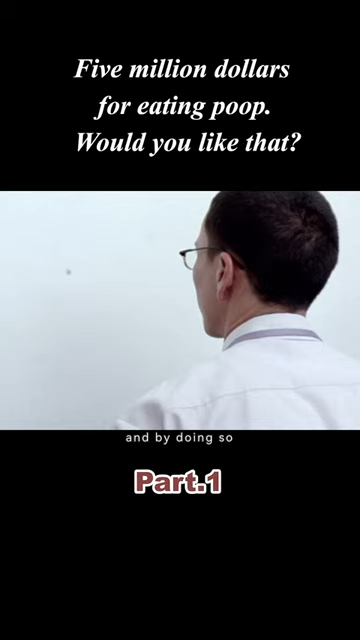 Five million dollars
for eating poop.
Would you like that?
and by doing so
Part.1